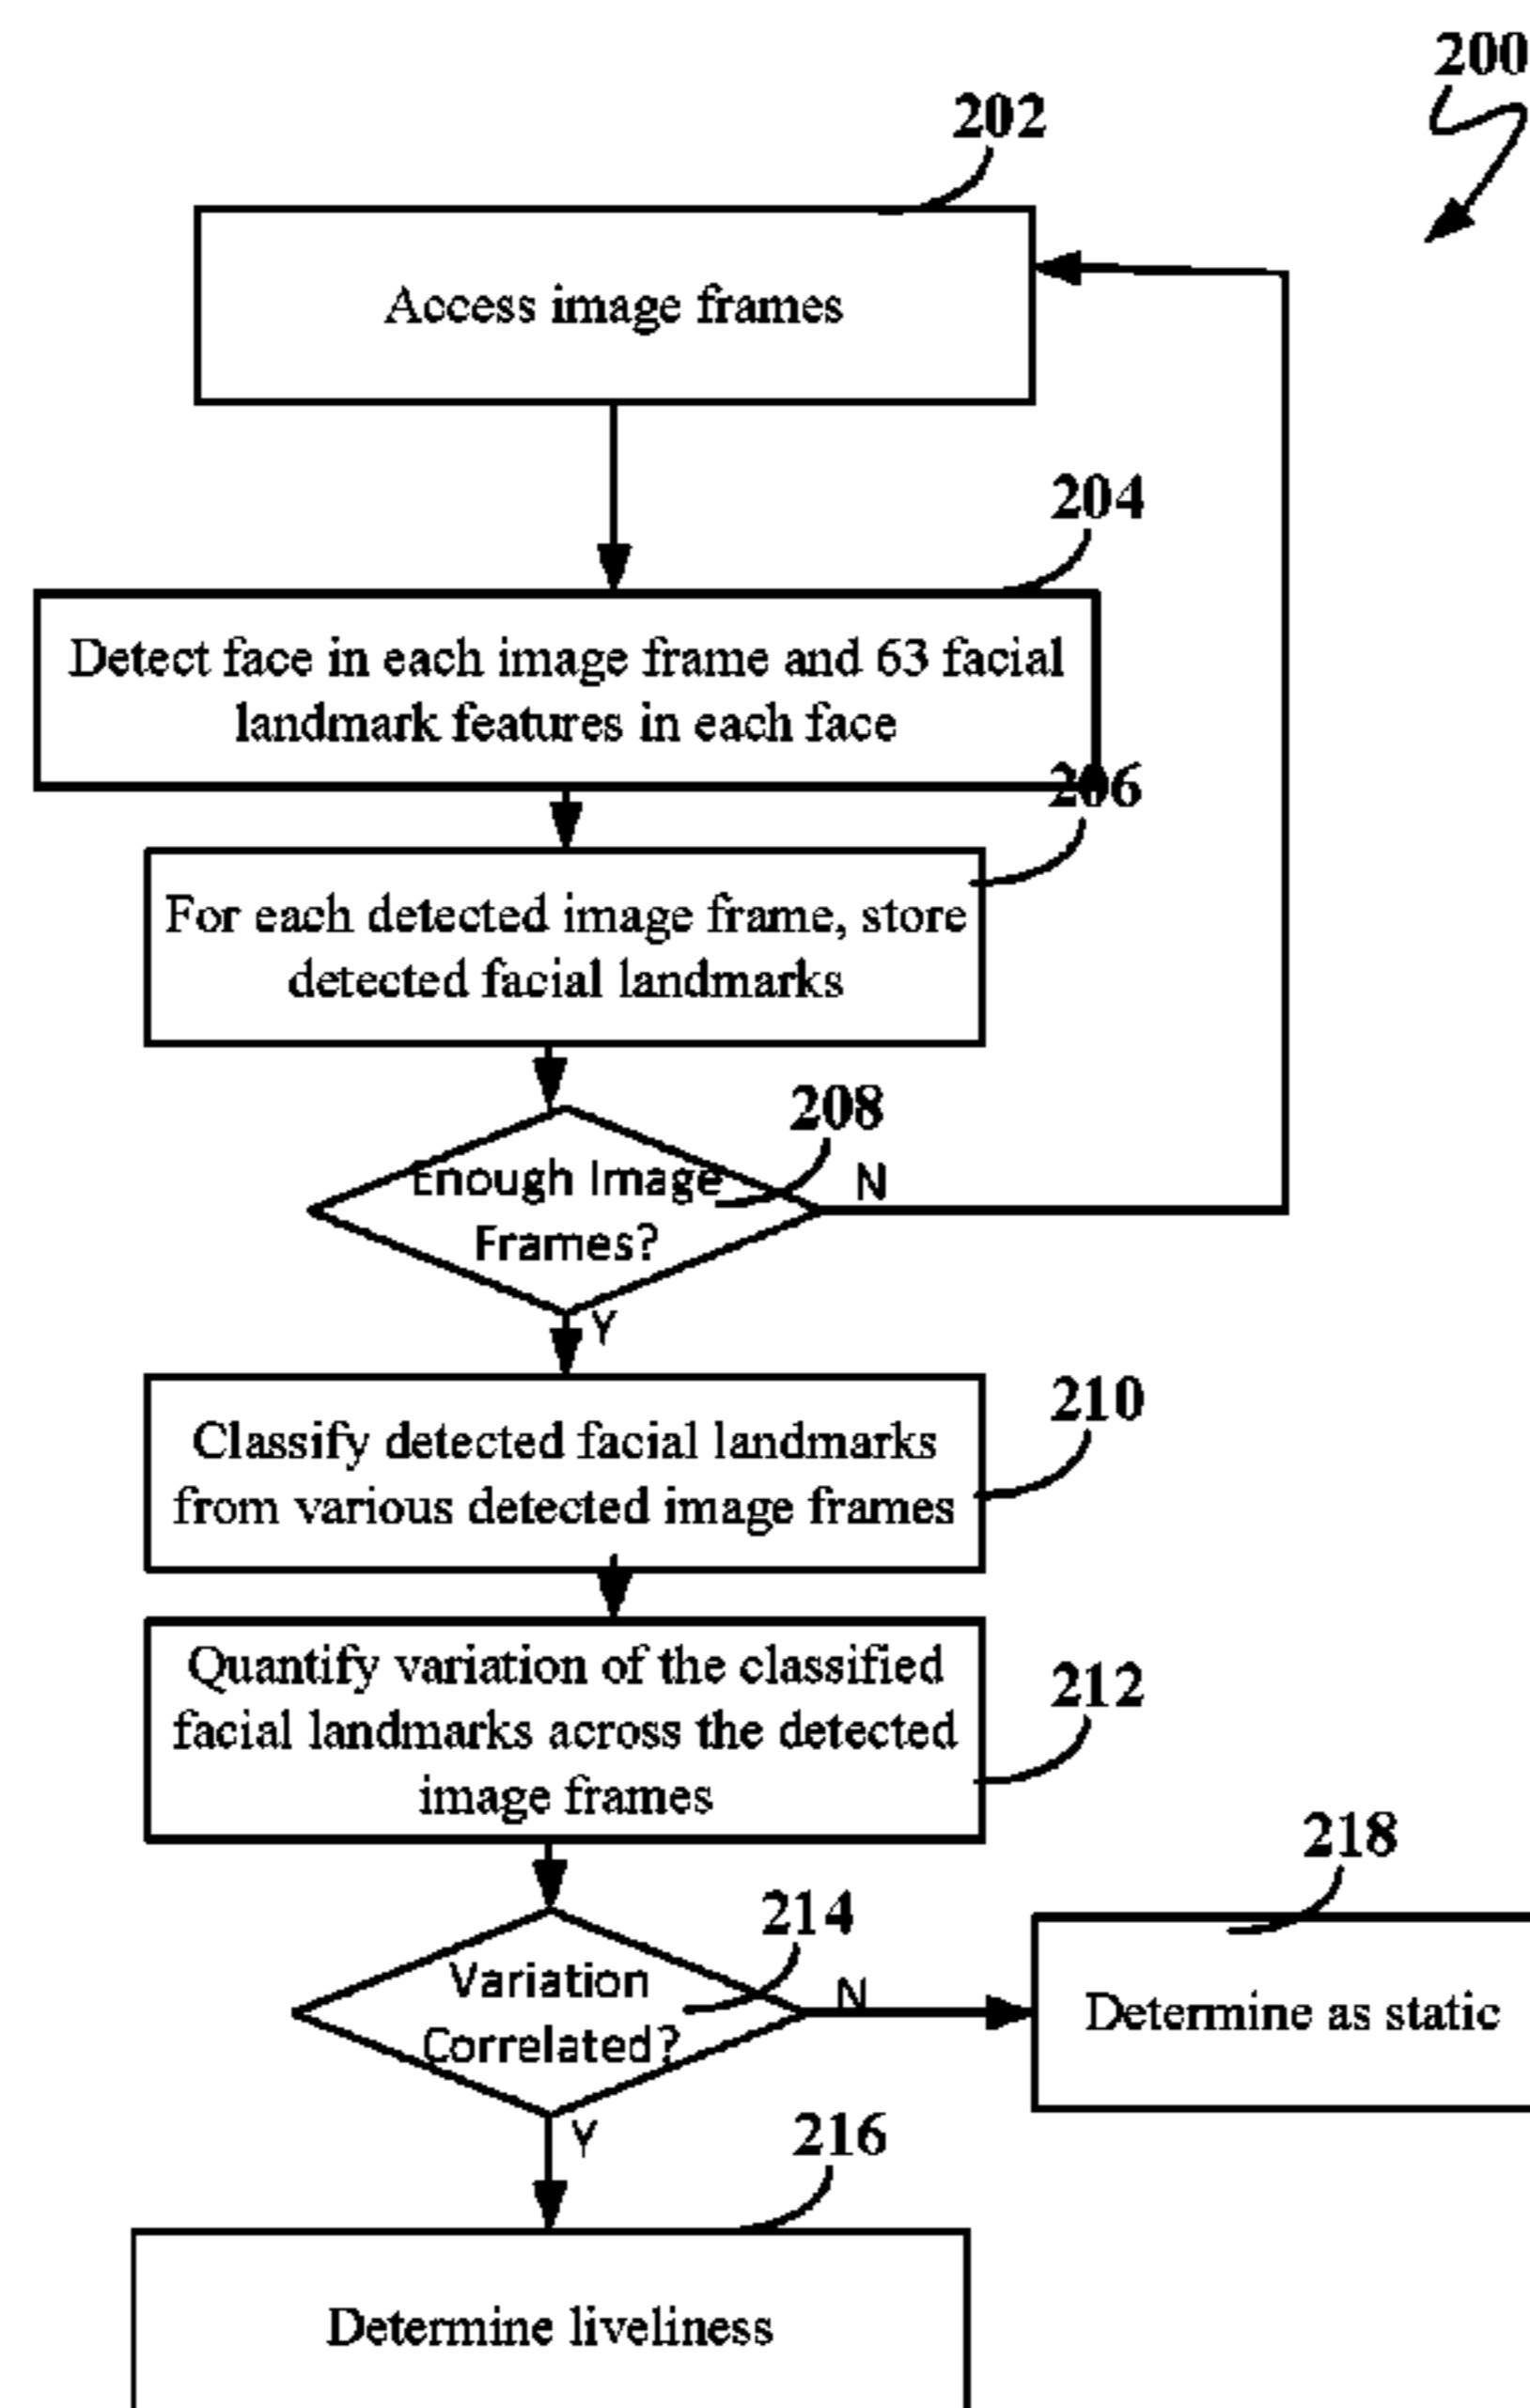 200
202
Access image frames
204
Detect face in each image frame and 63 facial
landmark features in each face
206
For each detected image frame, store
detected facial landmarks
208
Enough Image
Frames?
N
Y
210
Classify detected facial landmarks
from various detected image frames
212
Quantify variation of the classified
facial landmarks across the detected
image frames
218
214
Variation
Correlated?
N
Determine as static
Y
216
Determine liveliness